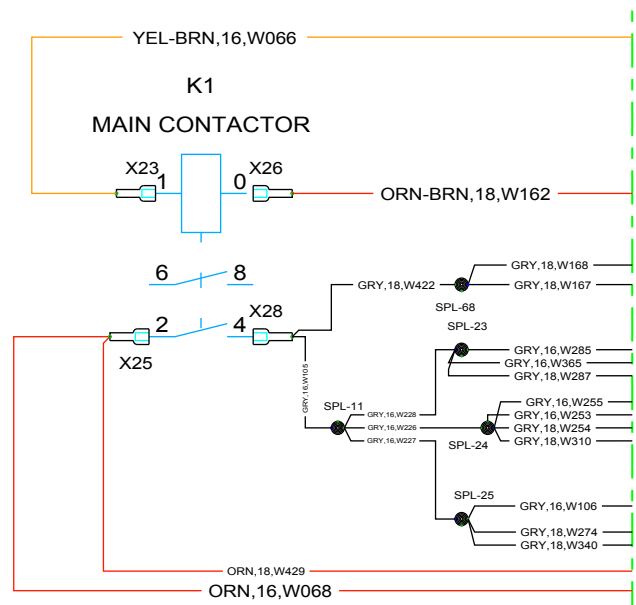 YEL-BRN,16,W066
K1
MAIN CONTACTOR
X23
1
0
X26
ORN-BRN,18,W162
6
8
GRY,18,W168
GRY,18,W422
GRY,18,W167
SPL-68
X28
2
4
X25
SPL-23
GRY,16,W285
GRY,16,W365
GRY,18,W287
GRY,16,W105
SPL-11
GRY,16,W228
GRY,16,W226
GRY,16,W227
GRY,16,W255
GRY,16,W253
GRY,18,W254
GRY,18,W310
SPL-24
SPL-25
GRY,16,W106
GRY,18,W274
GRY,18,W340
ORN,18,W429
ORN,16,W068